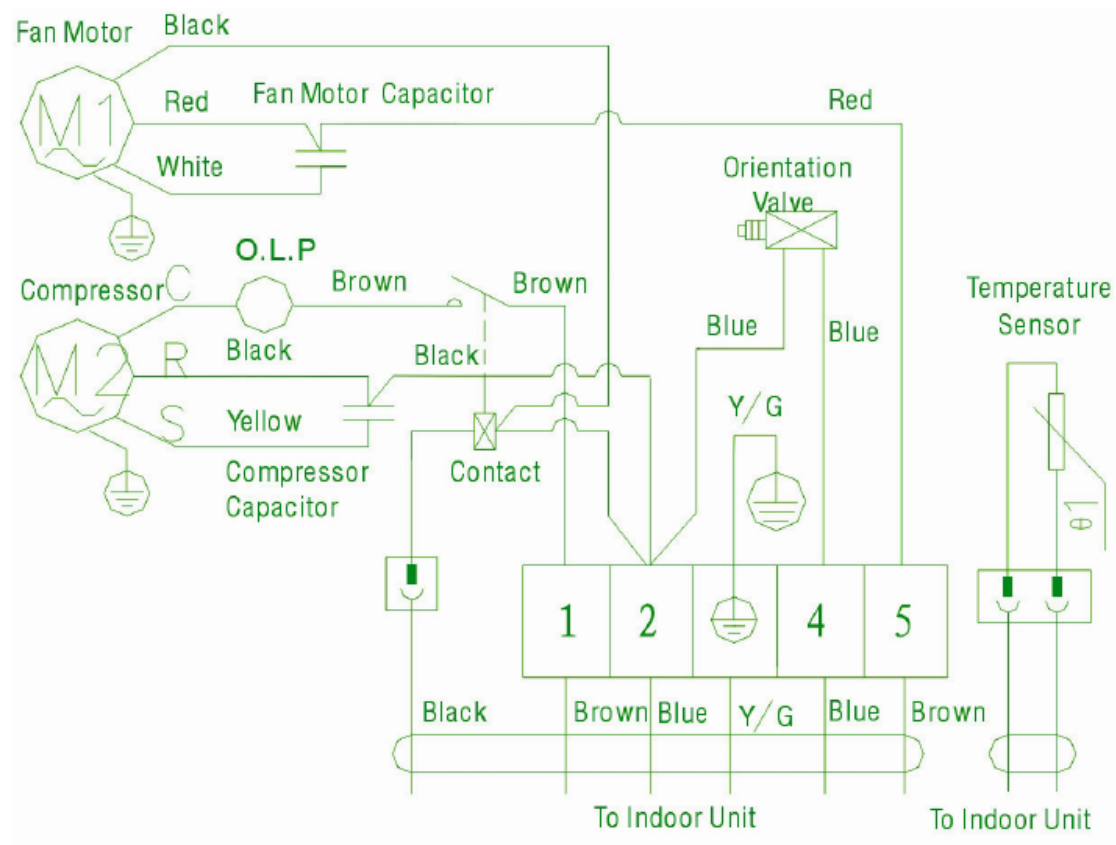 Fan Motor
Black
M1
Red
Fan Motor Capacitor
Red
White
Orientation
Valve
O.L.P
Compressor
C
Brown
Brown
Temperature
Sensor
M2
R
Black
Black
Blue
Blue
S
Yellow
Y/G
Compressor
Capacitor
Contact
θ1
1
2
4
5
Black
Brown
Blue
Y/G
Blue
Brown
To Indoor Unit
To Indoor Unit